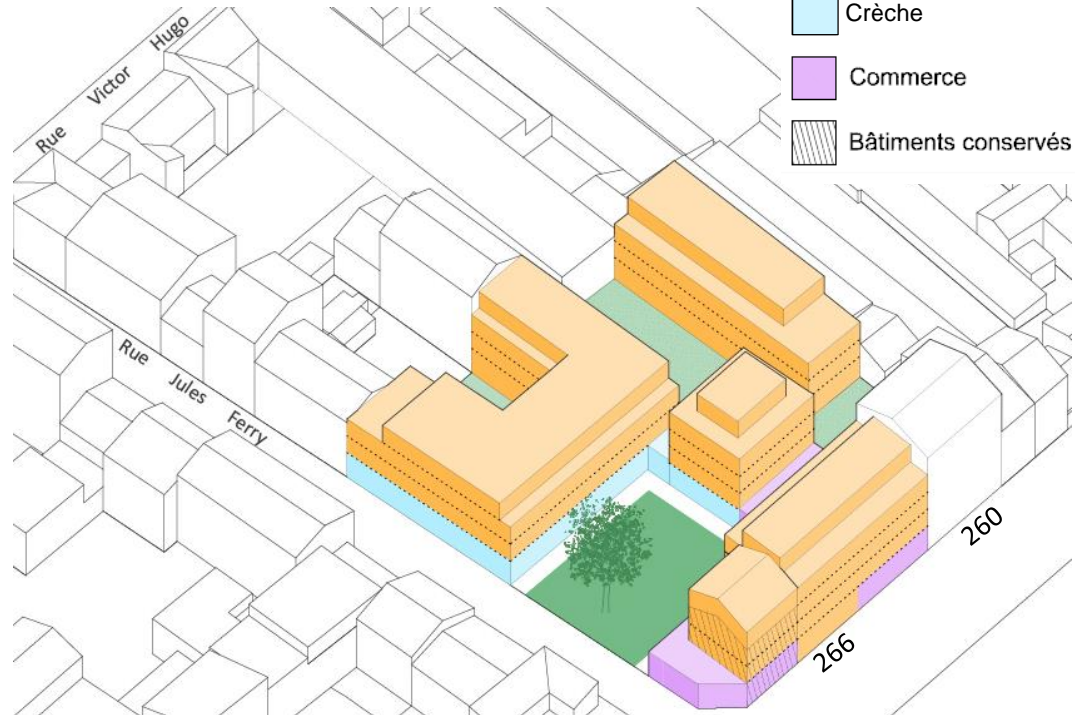 Crèche
Commerce
Bâtiments conservés
Rue Victor Hugo
Rue Jules Ferry
260
266